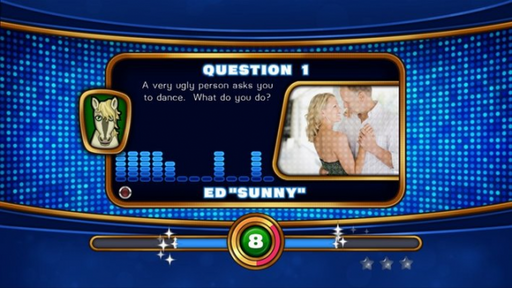 QUESTION 1
A very ugly person asks you
to dance. What do you do?
ED "SUNNY"
8